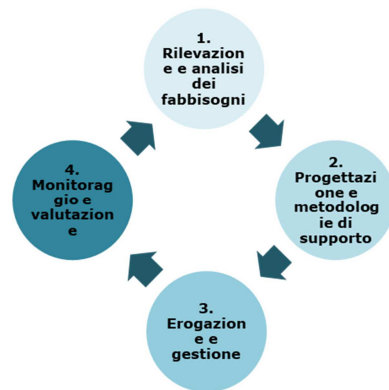 1.
Rilevazion
e e analisi
dei
fabbisogni
2.
Progettazi
one e
metodolog
ie di
supporto
3.
Erogazion
e e
gestione
4.
Monitorag
gio e
valutazion
e